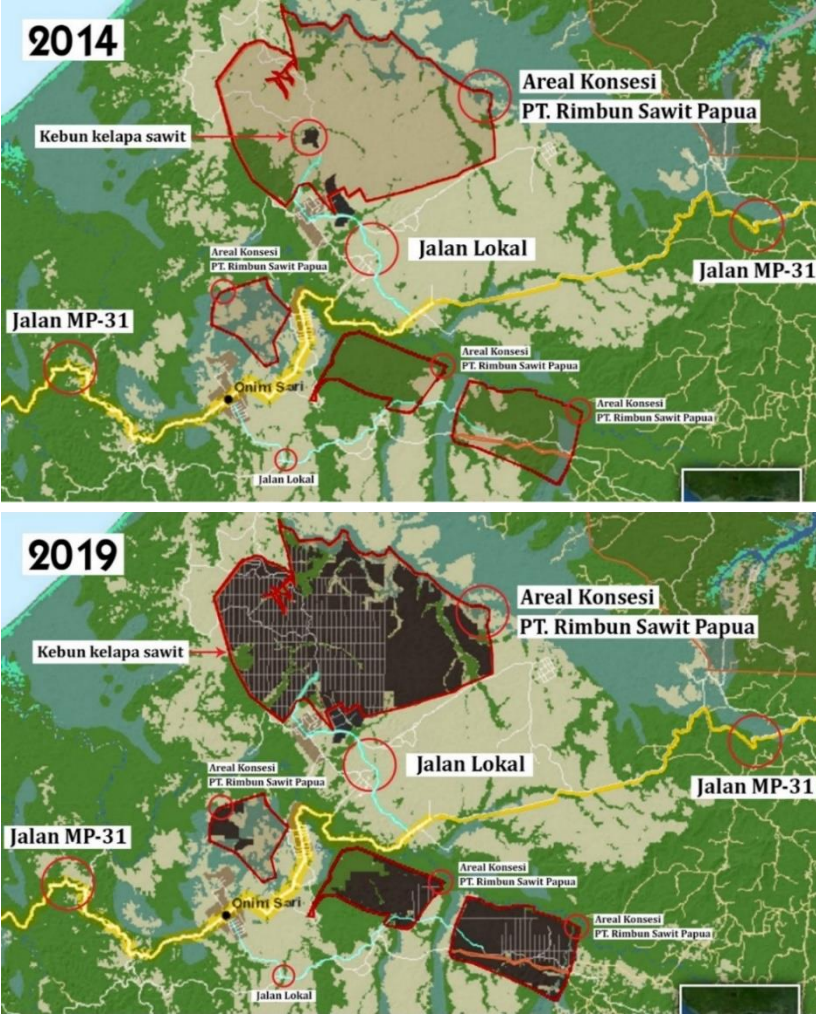 2014
Areal Konsesi
PT. Rimbun Sawit Papua
Kebun kelapa sawit
Jalan Lokal
Areal Konsesi
PT. Rimbun Sawit Papua
Jalan MP-31
Jalan MP-31
Areal Konsesi
PT. Rimbun Sawit Papua
Onim Sari
Areal Konsesi
PT. Rimbun Sawit Papua
Jalan Lokal
2019
Areal Konsesi
PT. Rimbun Sawit Papua
Kebun kelapa sawit
Jalan Lokal
Areal Konsesi
PT. Rimbun Sawit Papua
Jalan MP-31
Jalan MP-31
Areal Konsesi
PT. Rimbun Sawit Papua
Onim Sari
Areal Konsesi
PT. Rimbun Sawit Papua
Jalan Lokal